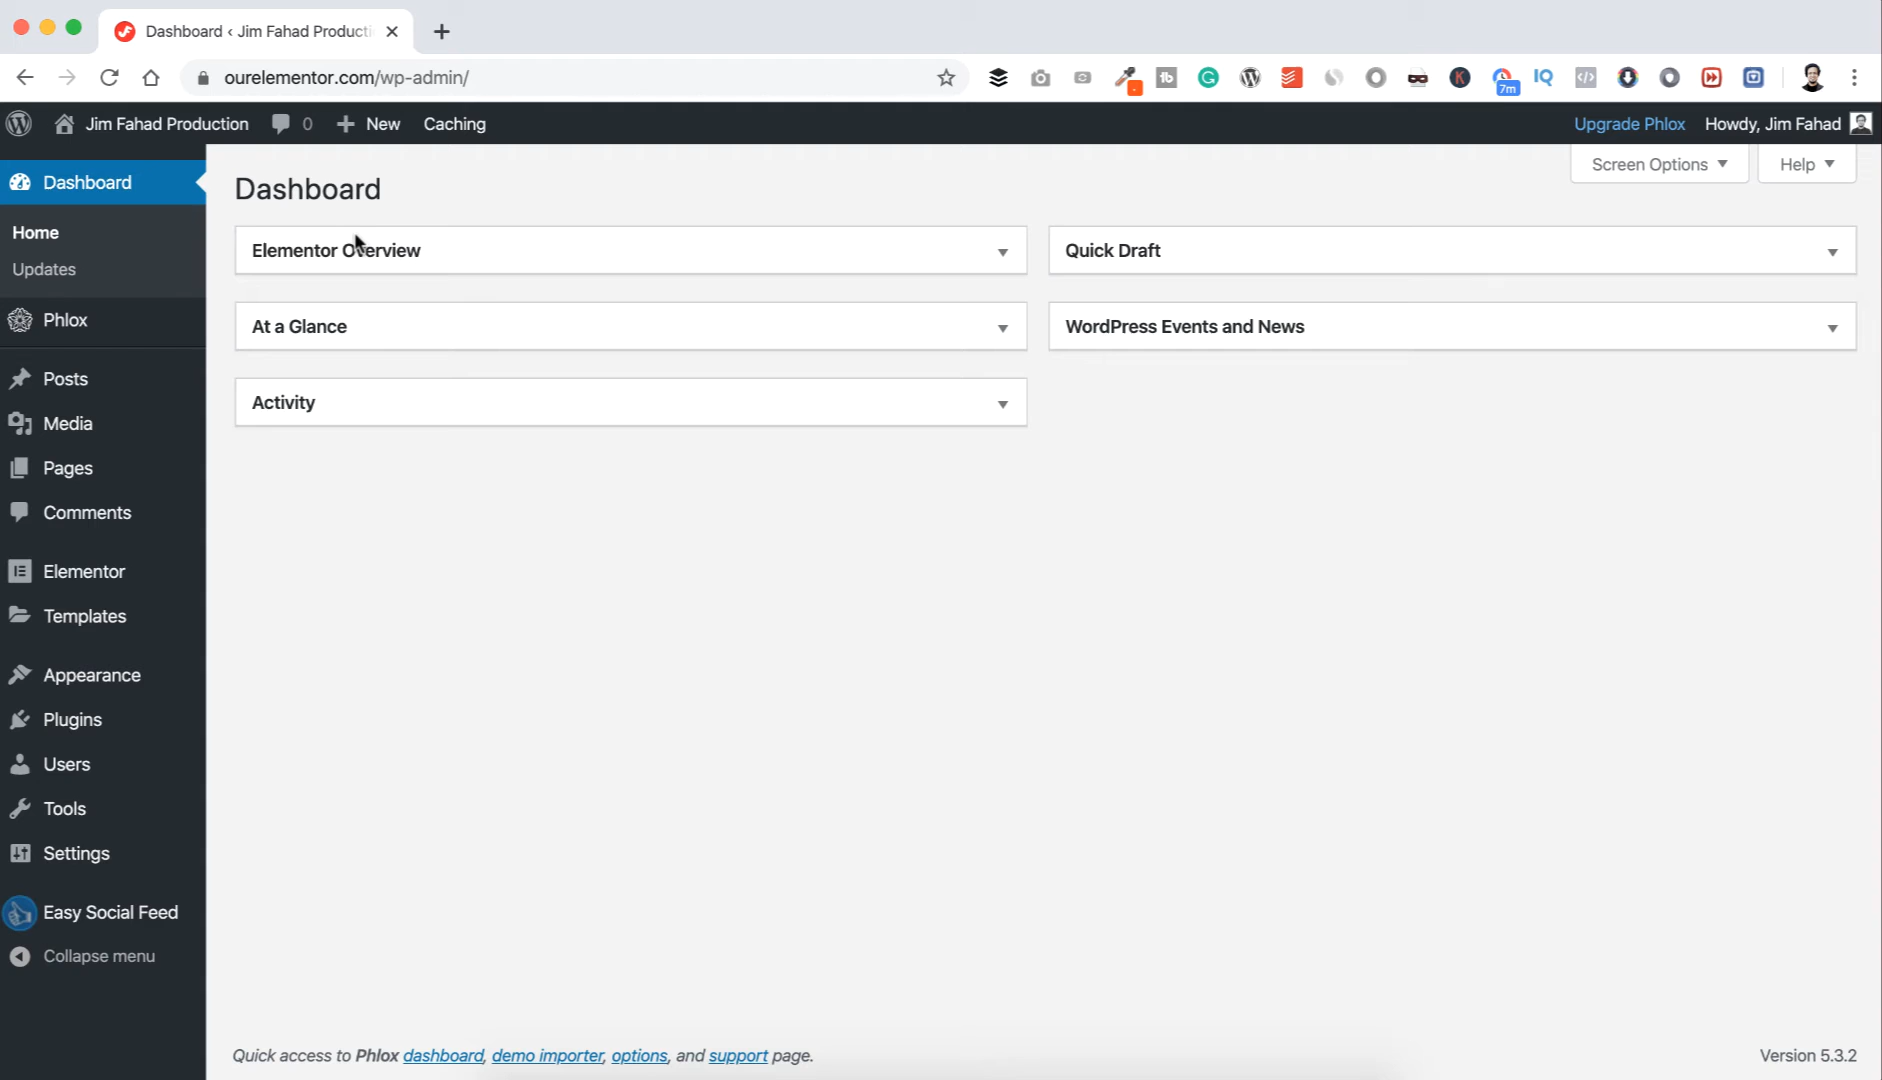 Dashboard ‹ Jim Fahad Producti
ourelementor.com/wp-admin/
7m
IQ
Jim Fahad Production
0
New
Caching
Upgrade Phlox
Howdy, Jim Fahad
Dashboard
Home
Updates
Phlox
Posts
Media
Pages
Comments
Elementor
Templates
Appearance
Plugins
Users
Tools
Settings
Easy Social Feed
Collapse menu
Screen Options
Help
Dashboard
Elementor Overview
Quick Draft
At a Glance
WordPress Events and News
Activity
Quick access to Phlox dashboard, demo importer, options, and support page.
Version 5.3.2